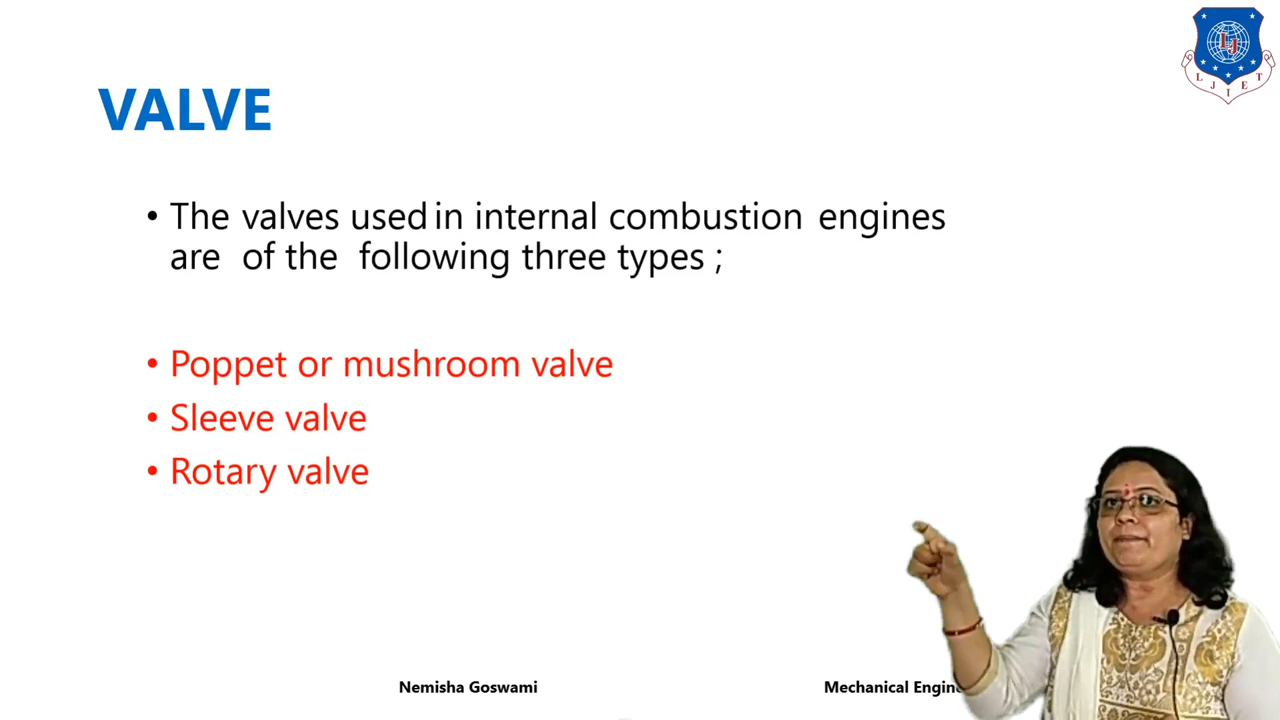 VALVE
• The valves used in internal combustion engines
are of the following three types ;
• Poppet or mushroom valve
• Sleeve valve
• Rotary valve
LJ
L J I E T
Nemisha Goswami
Mechanical Engine